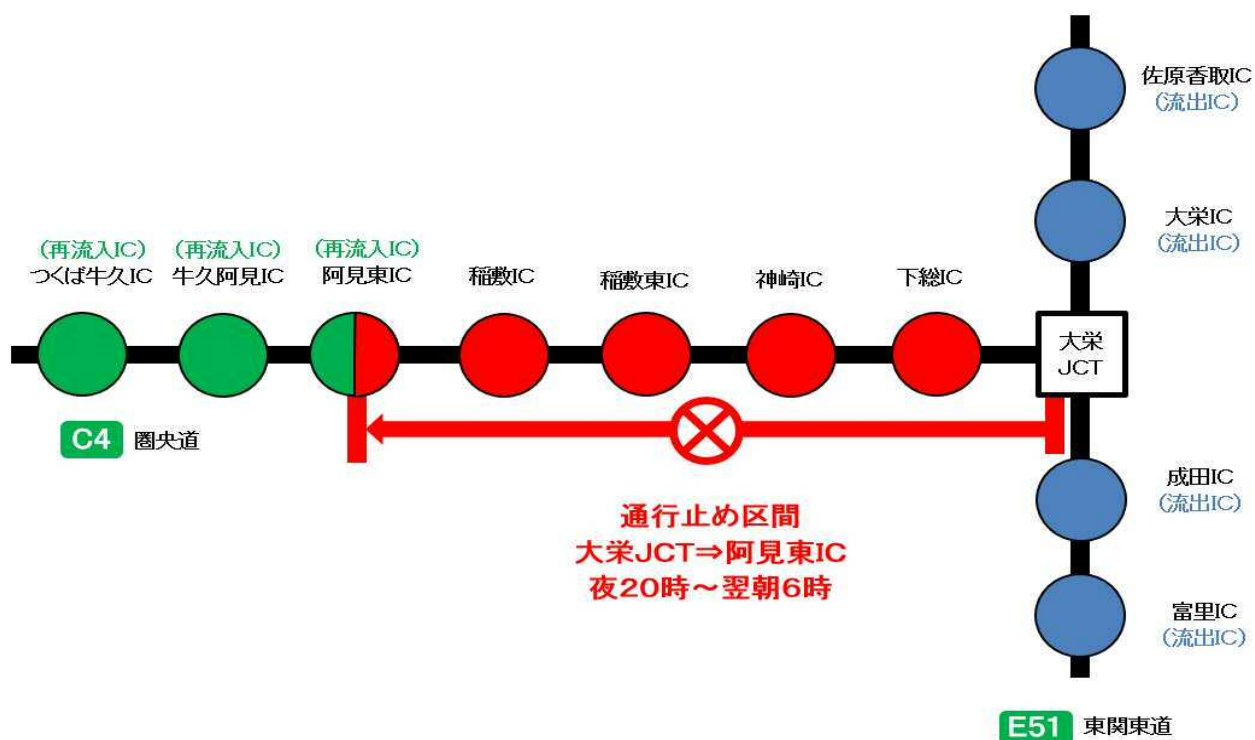 佐原香取IC
(流出IC)
大栄IC
(流出IC)
(再流入IC)
つくば牛久IC
(再流入IC)
牛久阿見IC
(再流入IC)
阿見東IC
稲敷IC
稲敷東IC
神崎IC
下総IC
大栄
JCT
C4 圏央道
通行止め区間
大栄JCT⇒阿見東IC
夜20時~翌朝6時
成田IC
(流出IC)
富里IC
(流出IC)
E51 東関東道